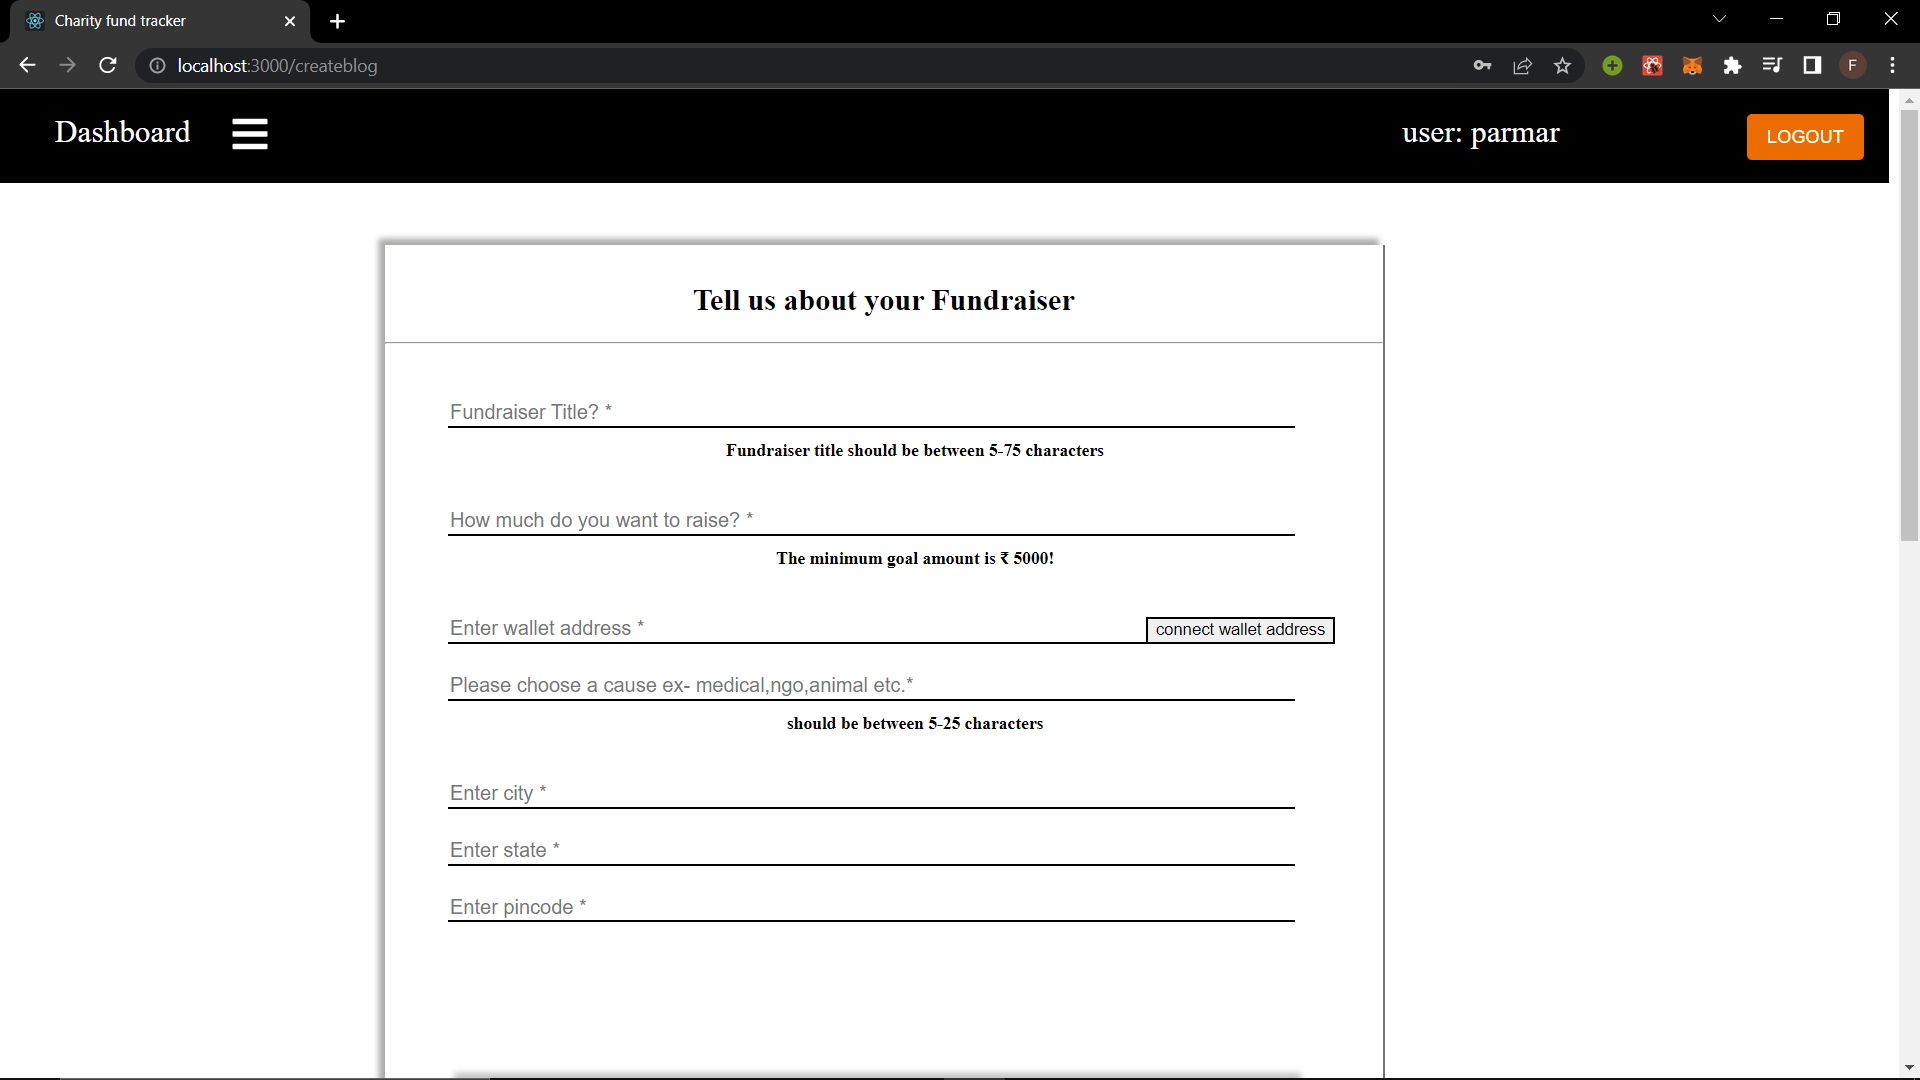 Charity fund tracker
localhost:3000/createblog
F
Dashboard
user: parmar
LOGOUT
Tell us about your Fundraiser
Fundraiser Title? *
Fundraiser title should be between 5-75 characters
How much do you want to raise? *
The minimum goal amount is ₹ 5000!
Enter wallet address *
connect wallet address
Please choose a cause ex- medical,ngo,animal etc.*
should be between 5-25 characters
Enter city *
Enter state *
Enter pincode *